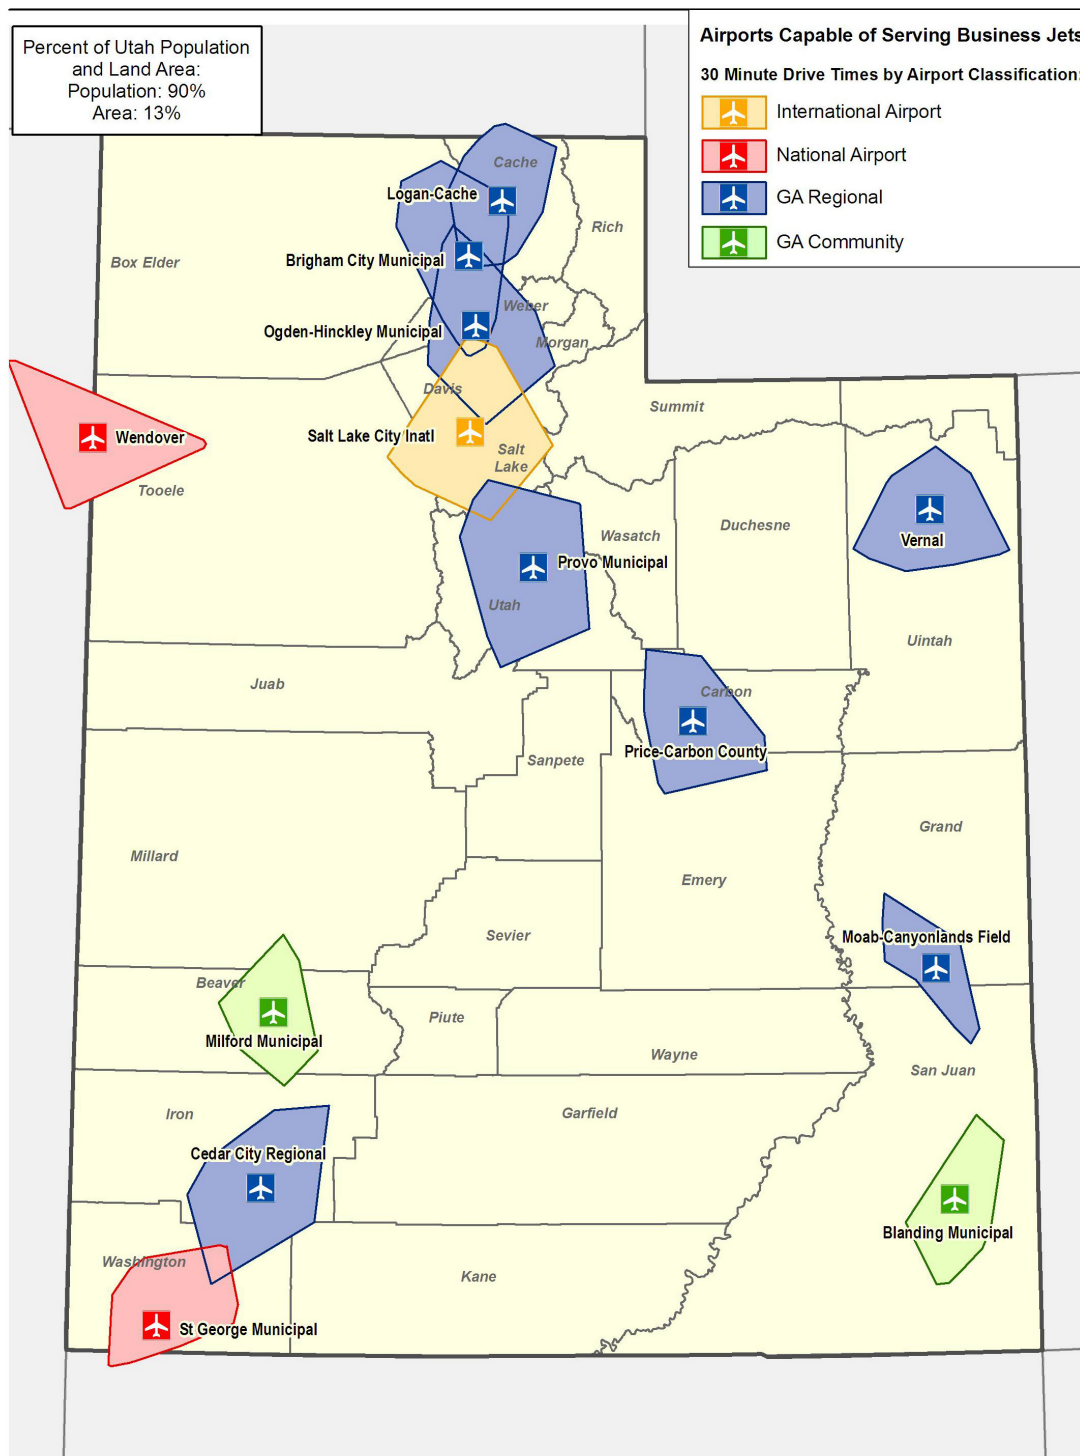 Percent of Utah Population
and Land Area:
Population: 90%
Area: 13%
Airports Capable of Serving Business Jets
30 Minute Drive Times by Airport Classification:
International Airport
National Airport
GA Regional
GA Community
Cache
Logan-Cache
Rich
Box Elder
Brigham City Municipal
Weber
Ogden-Hinckley Municipal
Morgan
Davis
Summit
Wendover
Salt Lake City Inatl
Salt
Lake
Tooele
Duchesne
Wasatch
Vernal
Provo Municipal
Utah
Uintah
Juab
Carbon
Price-Carbon County
Sanpete
Grand
Millard
Emery
Sevier
Moab-Canyonlands Field
Beaver
Piute
Milford Municipal
Wayne
San Juan
Iron
Garfield
Cedar City Regional
Blanding Municipal
Washington
Kane
St George Municipal